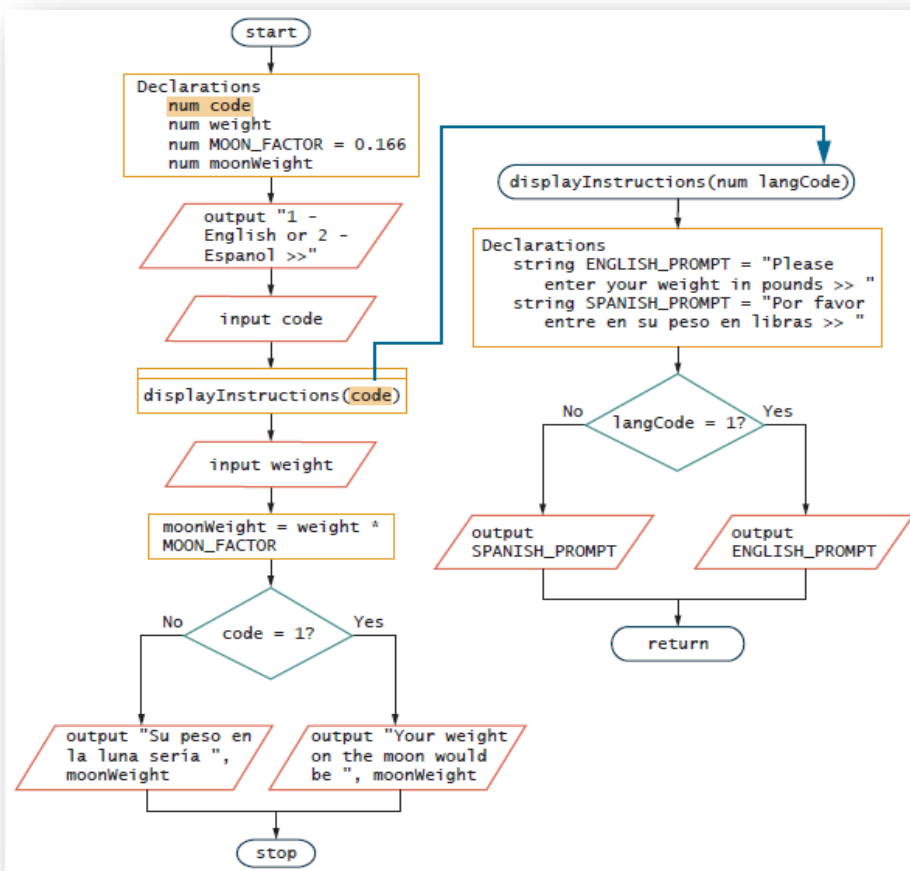 start
Declarations
num code
num weight
num MOON_FACTOR = 0.166
num moonWeight
output "1 -
English or 2 -
Espanol >>"
input code
displayInstructions(code)
input weight
moonWeight = weight *
MOON_FACTOR
code = 1?
No
Yes
output "Su peso en
la luna sería ",
moonWeight
output "Your weight
on the moon would
be ", moonWeight
stop
displayInstructions(num langCode)
Declarations
string ENGLISH_PROMPT = "Please
enter your weight in pounds >> "
string SPANISH_PROMPT = "Por favor
entre en su peso en libras >> "
langCode = 1?
No
Yes
output
SPANISH_PROMPT
output
ENGLISH_PROMPT
return